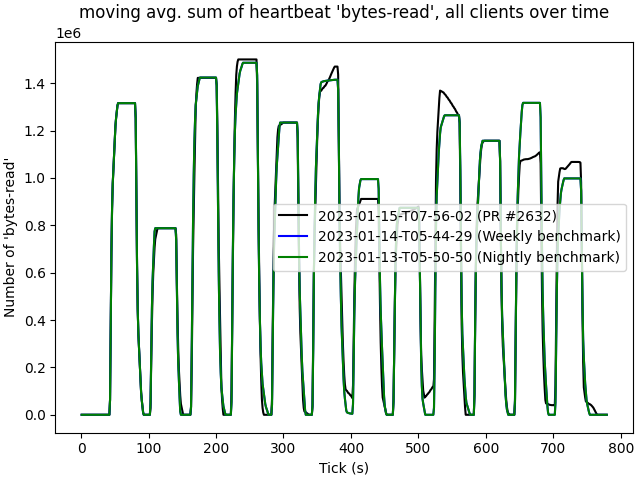 moving avg. sum of heartbeat 'bytes-read', all clients over time
1e6
1.4
1.2
1.0
0.8
0.6
0.4
0.2
0.0
Number of 'bytes-read'
2023-01-15-T07-56-02 (PR #2632)
2023-01-14-T05-44-29 (Weekly benchmark)
2023-01-13-T05-50-50 (Nightly benchmark)
0 100 200 300 400 500 600 700 800
Tick (s)